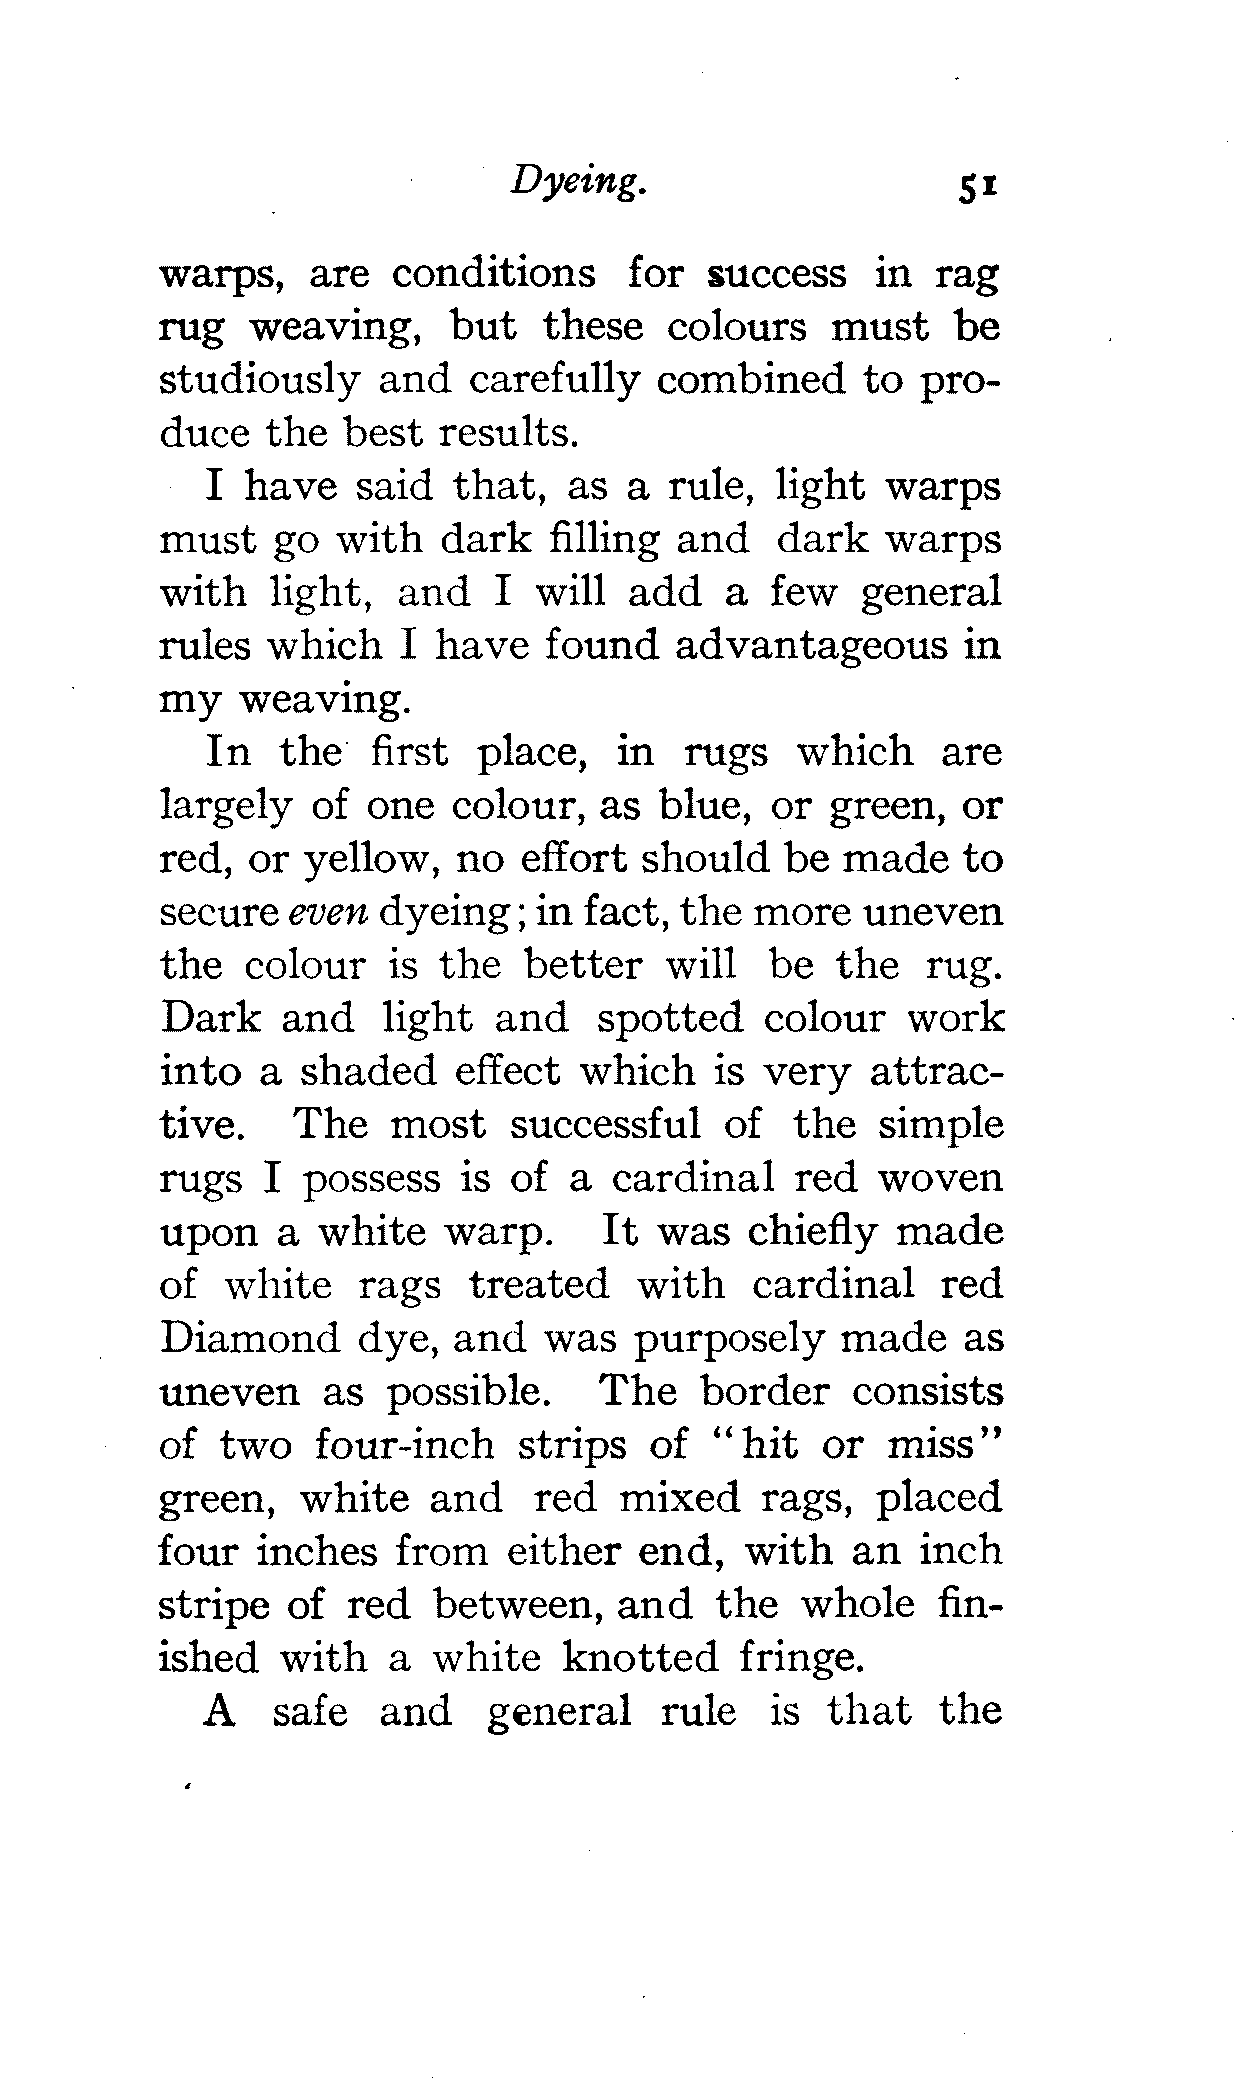 Dyeing. 51
warps, are conditions for success in rag
rug weaving, but these colours must be
studiously and carefully combined to pro-
duce the best results.
I have said that, as a rule, light warps
must go with dark filling and dark warps
with light, and I will add a few general
rules which I have found advantageous in
my weaving.
In the first place, in rugs which are
largely of one colour, as blue, or green, or
red, or yellow, no effort should be made to
secure even dyeing; in fact, the more uneven
the colour is the better will be the rug.
Dark and light and spotted colour work
into a shaded effect which is very attrac-
tive. The most successful of the simple
rugs I possess is of a cardinal red woven
upon a white warp. It was chiefly made
of white rags treated with cardinal red
Diamond dye, and was purposely made as
uneven as possible. The border consists
of two four-inch strips of "hit or miss"
green, white and red mixed rags, placed
four inches from either end, with an inch
stripe of red between, and the whole fin-
ished with a white knotted fringe.
A safe and general rule is that the